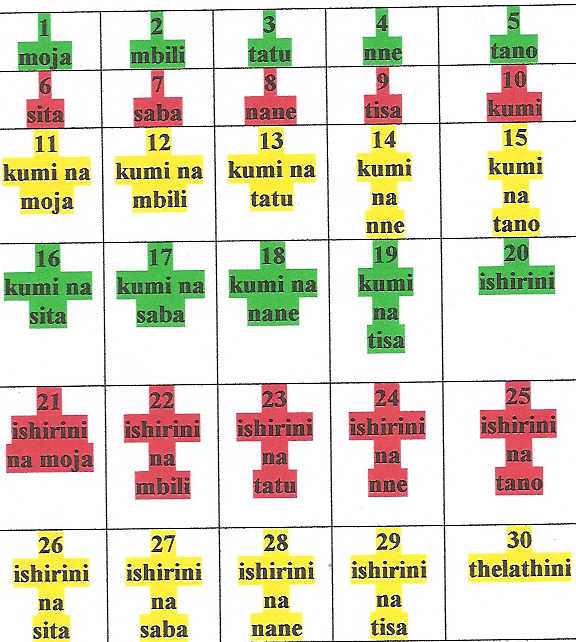 1 2 3 4 5
moja mbili tatu nne tano
6 7 8 9 10
sita saba nane tisa kumi
11 12 13 14 15
kumi na kumi na kumi na kumi kumi
moja mbili tatu na na
nne tano
16 17 18 19 20
kumi na kumi na kumi na kumi ishirini
sita saba nane na
tisa
21 22 23 24 25
ishirini ishirini ishirini ishirini ishirini
na moja na na na na
mbili tatu nne tano
26 27 28 29 30
ishirini ishirini ishirini ishirini thelathini
na na na na
sita saba nane tisa